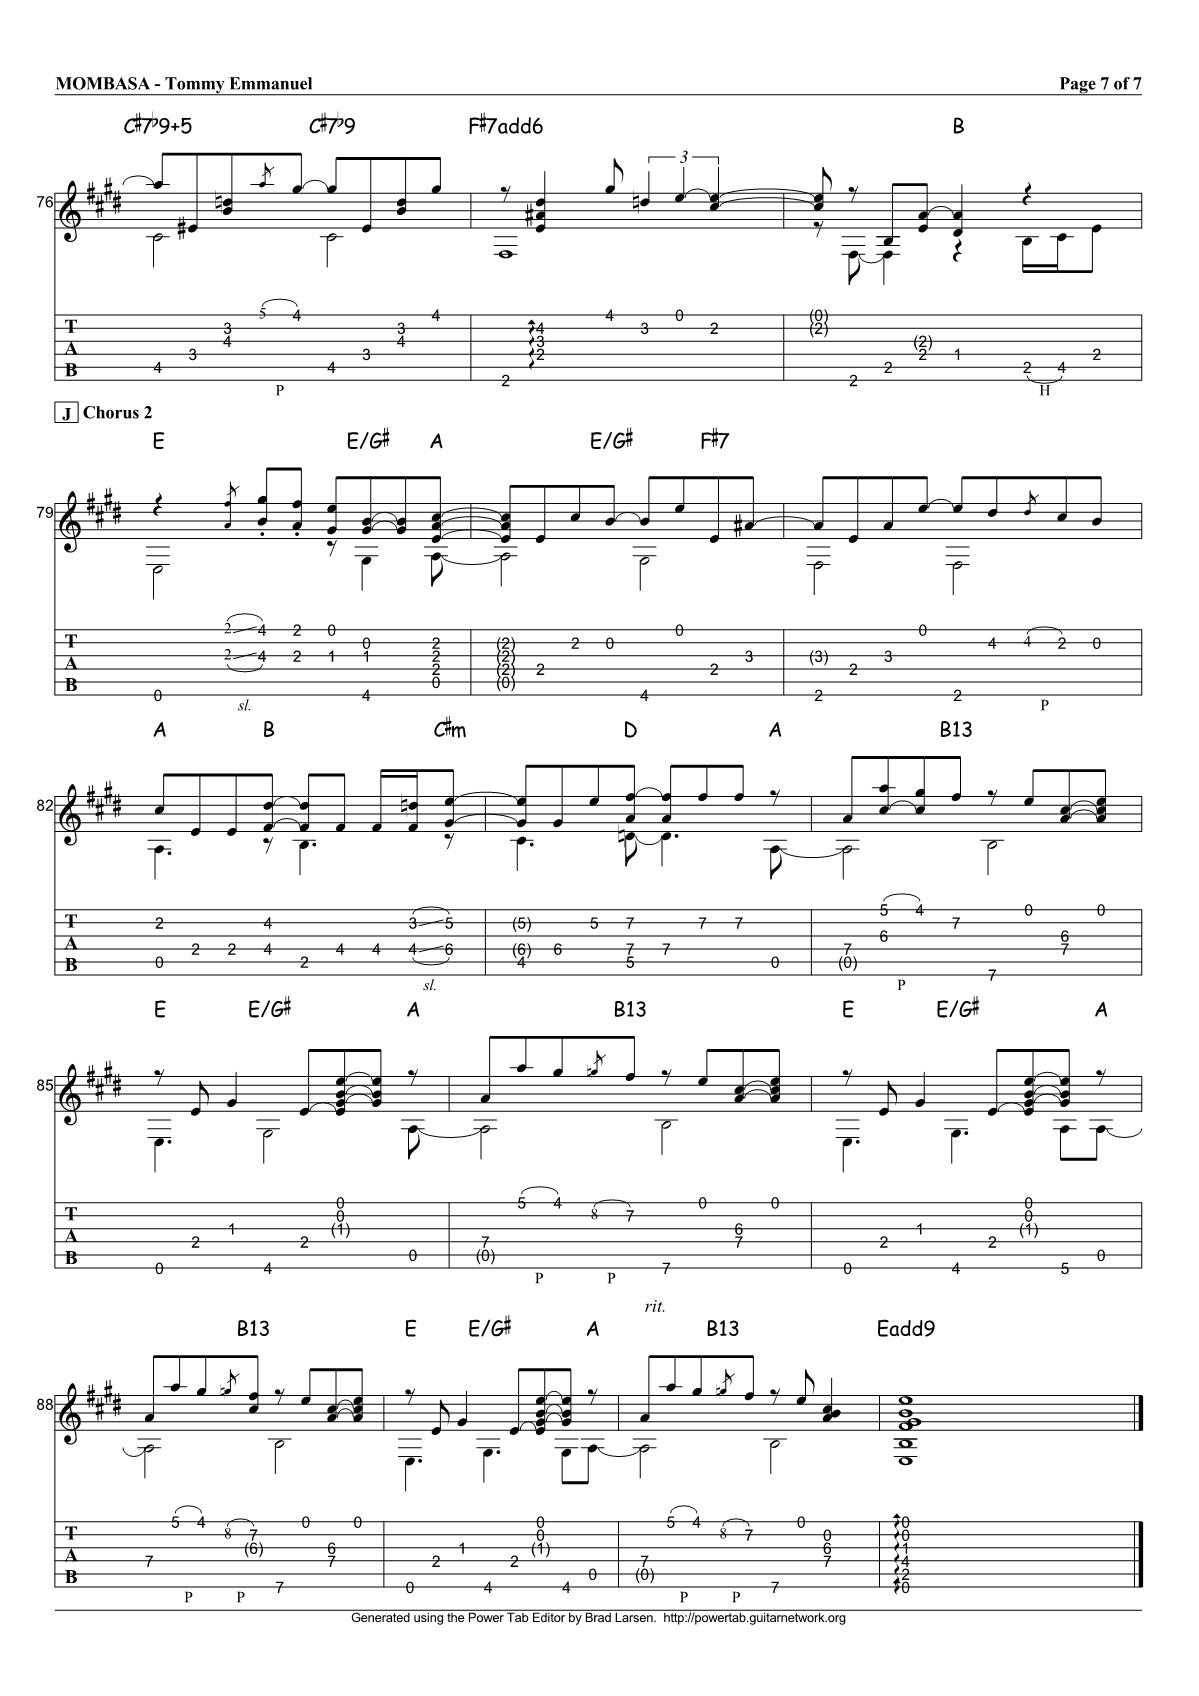 MOMBASA - Tommy Emmanuel Page 7 of 7
C#7b9+5 C#7b9 F#7add6 B
3
76
5 4 4 4 0 (0)
T 3 3 4 3 2 (2)
4 4 3 (2)
A 3 3 2 2 1 2
B 4 4 2 2 4
2 2
P H
J Chorus 2
E E/G# A E/G# F#7
79
2 4 2 0 0 0
T 0 2 (2) 2 0 4 4 2 0
2 4 2 1 1 2 (2) 3 (3) 3
A 2 (2) 2 2 2
B 0 (0)
0 4 4 2 2
sl. P
A B C#m D A B13
82
5 4 0 0
T 2 4 3 5 (5) 5 7 7 7 7
6 6
A 2 2 4 4 4 4 6 (6) 6 7 7 7 7
B 0 2 4 5 0 (0)
7
sl. P
E E/G# A B13 E E/G# A
85
0 5 4 0 0 0
T 0 8 7 0
1 (1) 6 1 (1)
A 2 2 7 7 2 2
B 0 (0) 0
0 4 7 0 4 5
P P
rit.
B13 E E/G# A B13 Eadd9
88
5 4 0 0 0 5 4 0 0
T 8 7 0 8 7 0 0
(6) 6 1 (1) 6 1
A 7 7 2 2 7 7 4
B 0 (0) 2
7 0 4 4 7 0
P P P P
Generated using the Power Tab Editor by Brad Larsen. http://powertab.guitarnetwork.org